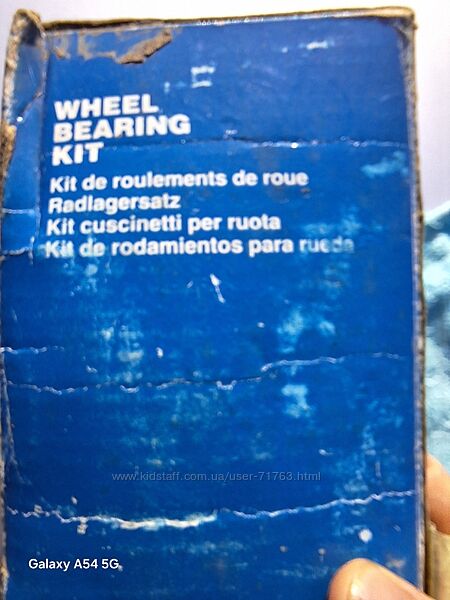 WHEEL
BEARING
KIT
Kit de roulements de roue
Radlagersatz
Kit cuscinetti per ruota
Kit de rodamientos para rueda
www.kidstaff.com.ua/user-71763.html
Galaxy A54 5G